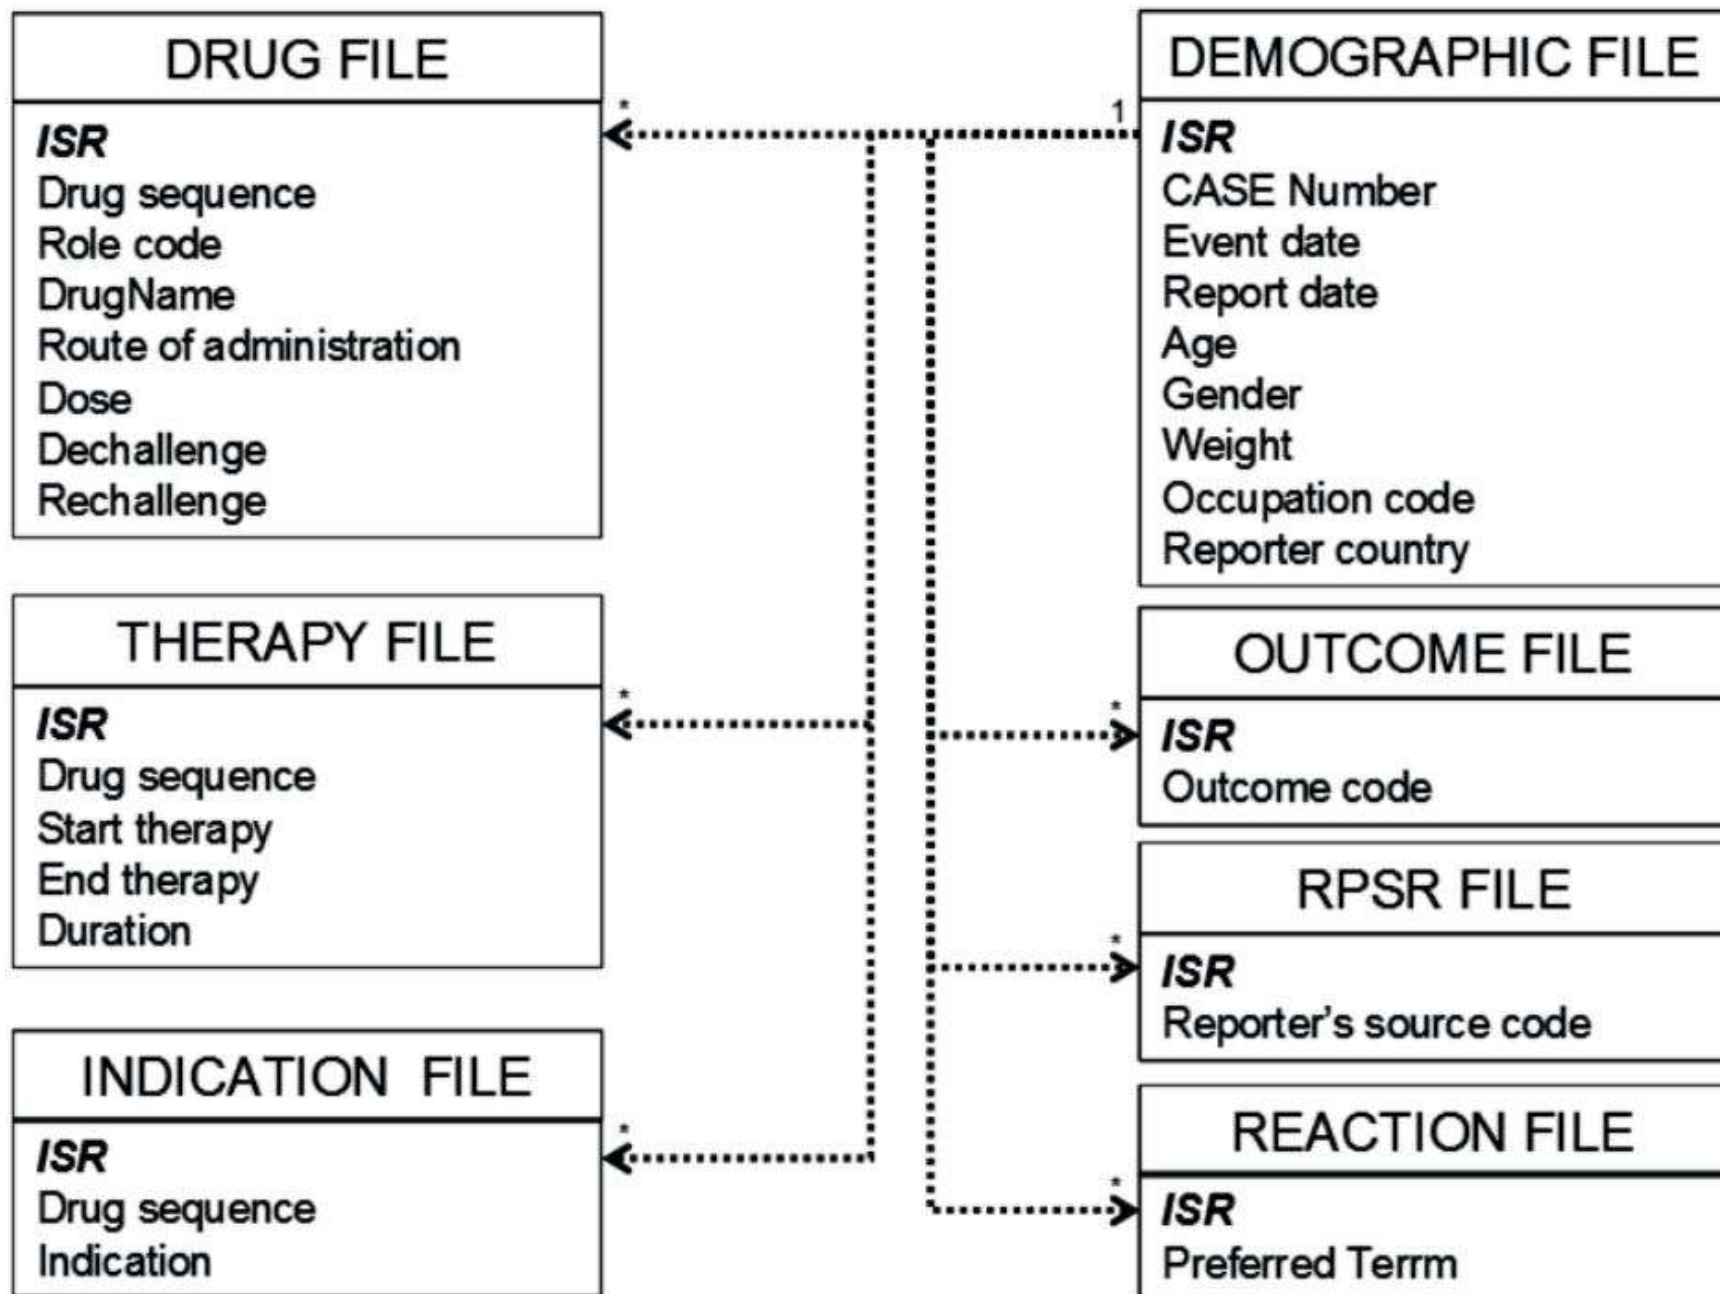 DRUG FILE
*
ISR
Drug sequence
Role code
DrugName
Route of administration
Dose
Dechallenge
Rechallenge
THERAPY FILE
*
ISR
Drug sequence
Start therapy
End therapy
Duration
INDICATION FILE
*
ISR
Drug sequence
Indication
DEMOGRAPHIC FILE
1
ISR
CASE Number
Event date
Report date
Age
Gender
Weight
Occupation code
Reporter country
OUTCOME FILE
*
ISR
Outcome code
RPSR FILE
*
ISR
Reporter’s source code
REACTION FILE
*
ISR
Preferred Terrm